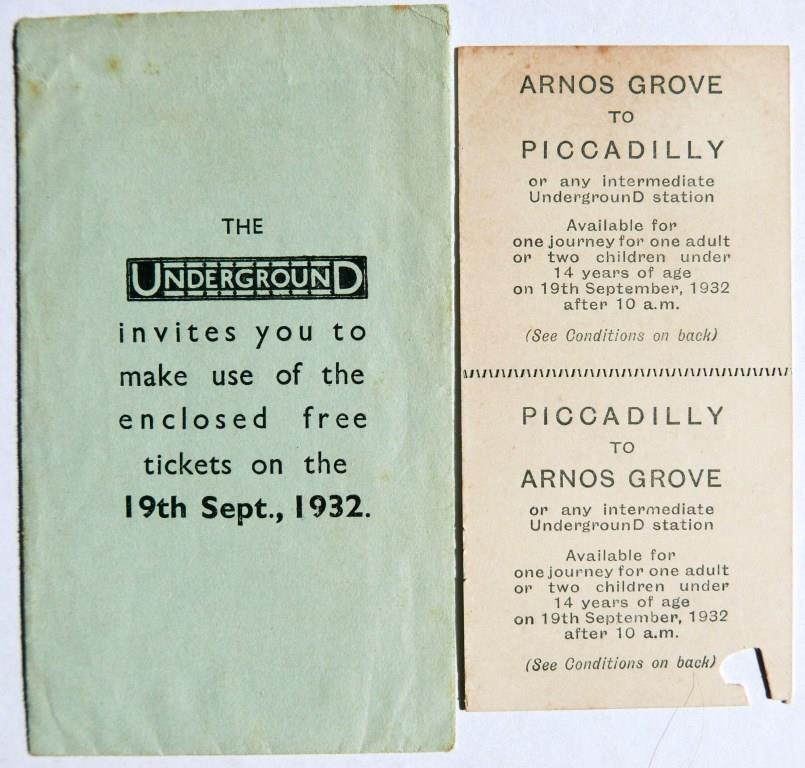 THE
UNDERGROUND
invites you to
make use of the
enclosed free
tickets on the
19th Sept., 1932.
ARNOS GROVE
TO
PICCADILLY
or any intermediate
UndergrounD station
Available for
one journey for one adult
or two children under
14 years of age
on 19th September, 1932
after 10 a.m.
(See Conditions on back)
PICCADILLY
TO
ARNOS GROVE
or any intermediate
UndergrounD station
Available for
one journey for one adult
or two children under
14 years of age
on 19th September, 1932
after 10 a.m.
(See Conditions on back)